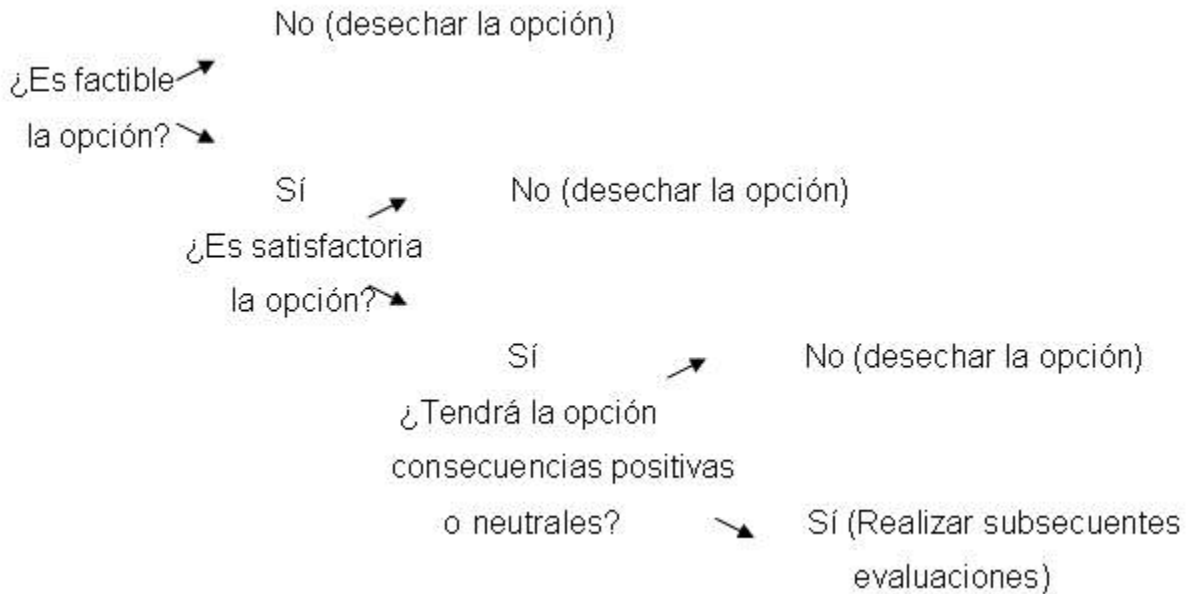 No (desechar la opción)
¿Es factible
la opción?
Sí
No (desechar la opción)
¿Es satisfactoria
la opción?
Sí
No (desechar la opción)
¿Tendrá la opción
consecuencias positivas
o neutrales?
Sí (Realizar subsecuentes
evaluaciones)